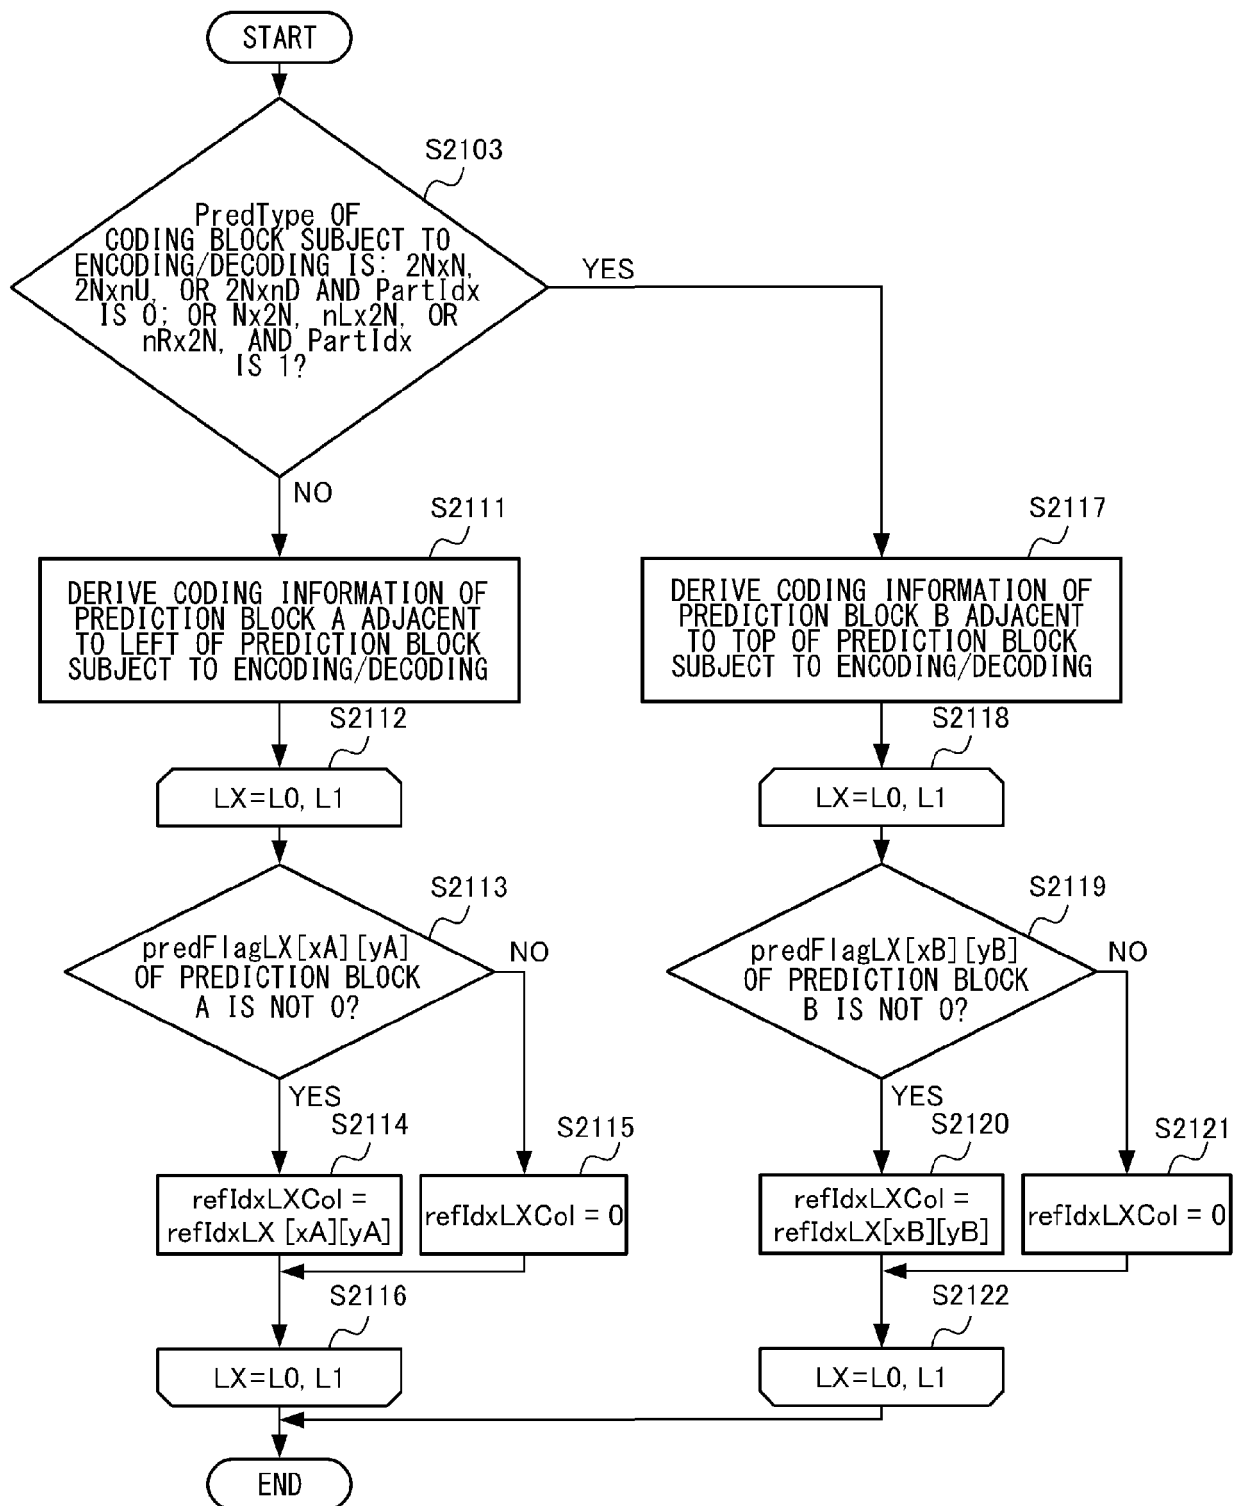 START
S2103
PredType OF
CODING BLOCK SUBJECT TO
ENCODING/DECODING IS: 2NxN,
2NxnU, OR 2NxnD AND PartIdx
IS 0; OR Nx2N, nLx2N, OR
nRx2N, AND PartIdx
IS 1?
YES
NO
S2111
DERIVE CODING INFORMATION OF
PREDICTION BLOCK A ADJACENT
TO LEFT OF PREDICTION BLOCK
SUBJECT TO ENCODING/DECODING
S2112
LX=L0, L1
S2113
predFlagLX[xA][yA]
OF PREDICTION BLOCK
A IS NOT 0?
NO
YES
S2114
refIdxLXCol =
refIdxLX [xA][yA]
S2115
refIdxLXCol = 0
S2116
LX=L0, L1
S2117
DERIVE CODING INFORMATION OF
PREDICTION BLOCK B ADJACENT
TO TOP OF PREDICTION BLOCK
SUBJECT TO ENCODING/DECODING
S2118
LX=L0, L1
S2119
predFlagLX[xB][yB]
OF PREDICTION BLOCK
B IS NOT 0?
NO
YES
S2120
refIdxLXCol =
refIdxLX[xB][yB]
S2121
refIdxLXCol = 0
S2122
LX=L0, L1
END